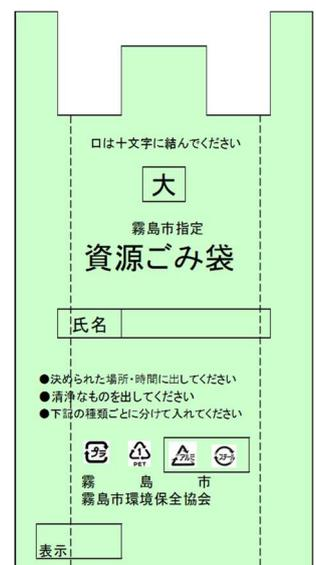 口は十文字に結んでください
大
霧島市指定
資源ごみ袋
氏名
●決められた場所・時間に出してください
●清浄なものを出してください
●下記の種類ごとに分けて入れてください
プラ
1
PET
アルミ
スチール
霧島市
霧島市環境保全協会
表示